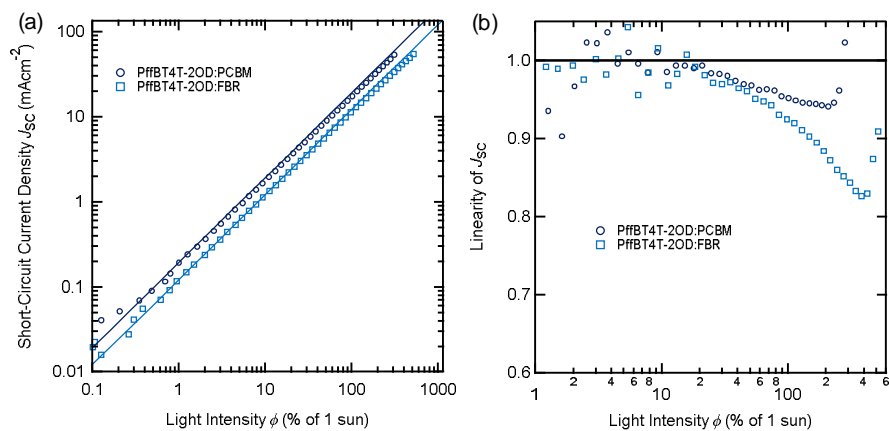 (a)
Short-Circuit Current Density JSC (mAcm-2)
100
10
1
0.1
0.01
PffBT4T-2OD:PCBM
PffBT4T-2OD:FBR
0.1 1 10 100 1000
Light Intensity ϕ (% of 1 sun)
(b)
Linearity of JSC
1.0
0.9
0.8
0.7
0.6
PffBT4T-2OD:PCBM
PffBT4T-2OD:FBR
1 2 4 6 8 10 2 4 6 8 100 2 4 6
Light Intensity ϕ (% of 1 sun)